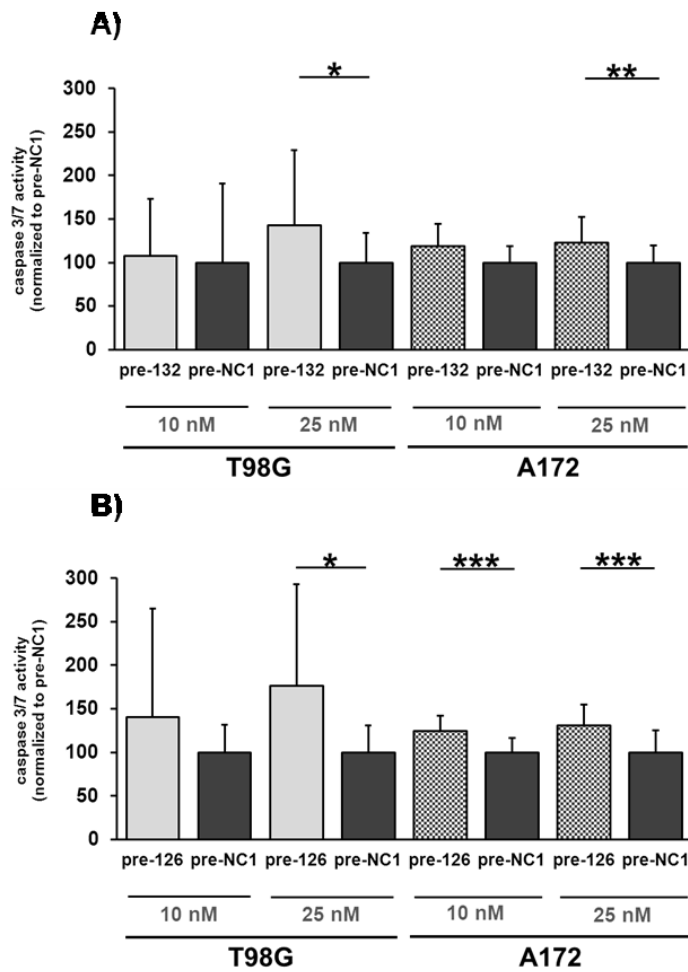 A)
* **
300
250
200
150
100
50
0
caspase 3/7 activity
(normalized to pre-NC1)
pre-132 pre-NC1 pre-132 pre-NC1 pre-132 pre-NC1 pre-132 pre-NC1
10 nM 25 nM 10 nM 25 nM
T98G A172
B)
* *** ***
300
250
200
150
100
50
0
caspase 3/7 activity
(normalized to pre-NC1)
pre-126 pre-NC1 pre-126 pre-NC1 pre-126 pre-NC1 pre-126 pre-NC1
10 nM 25 nM 10 nM 25 nM
T98G A172